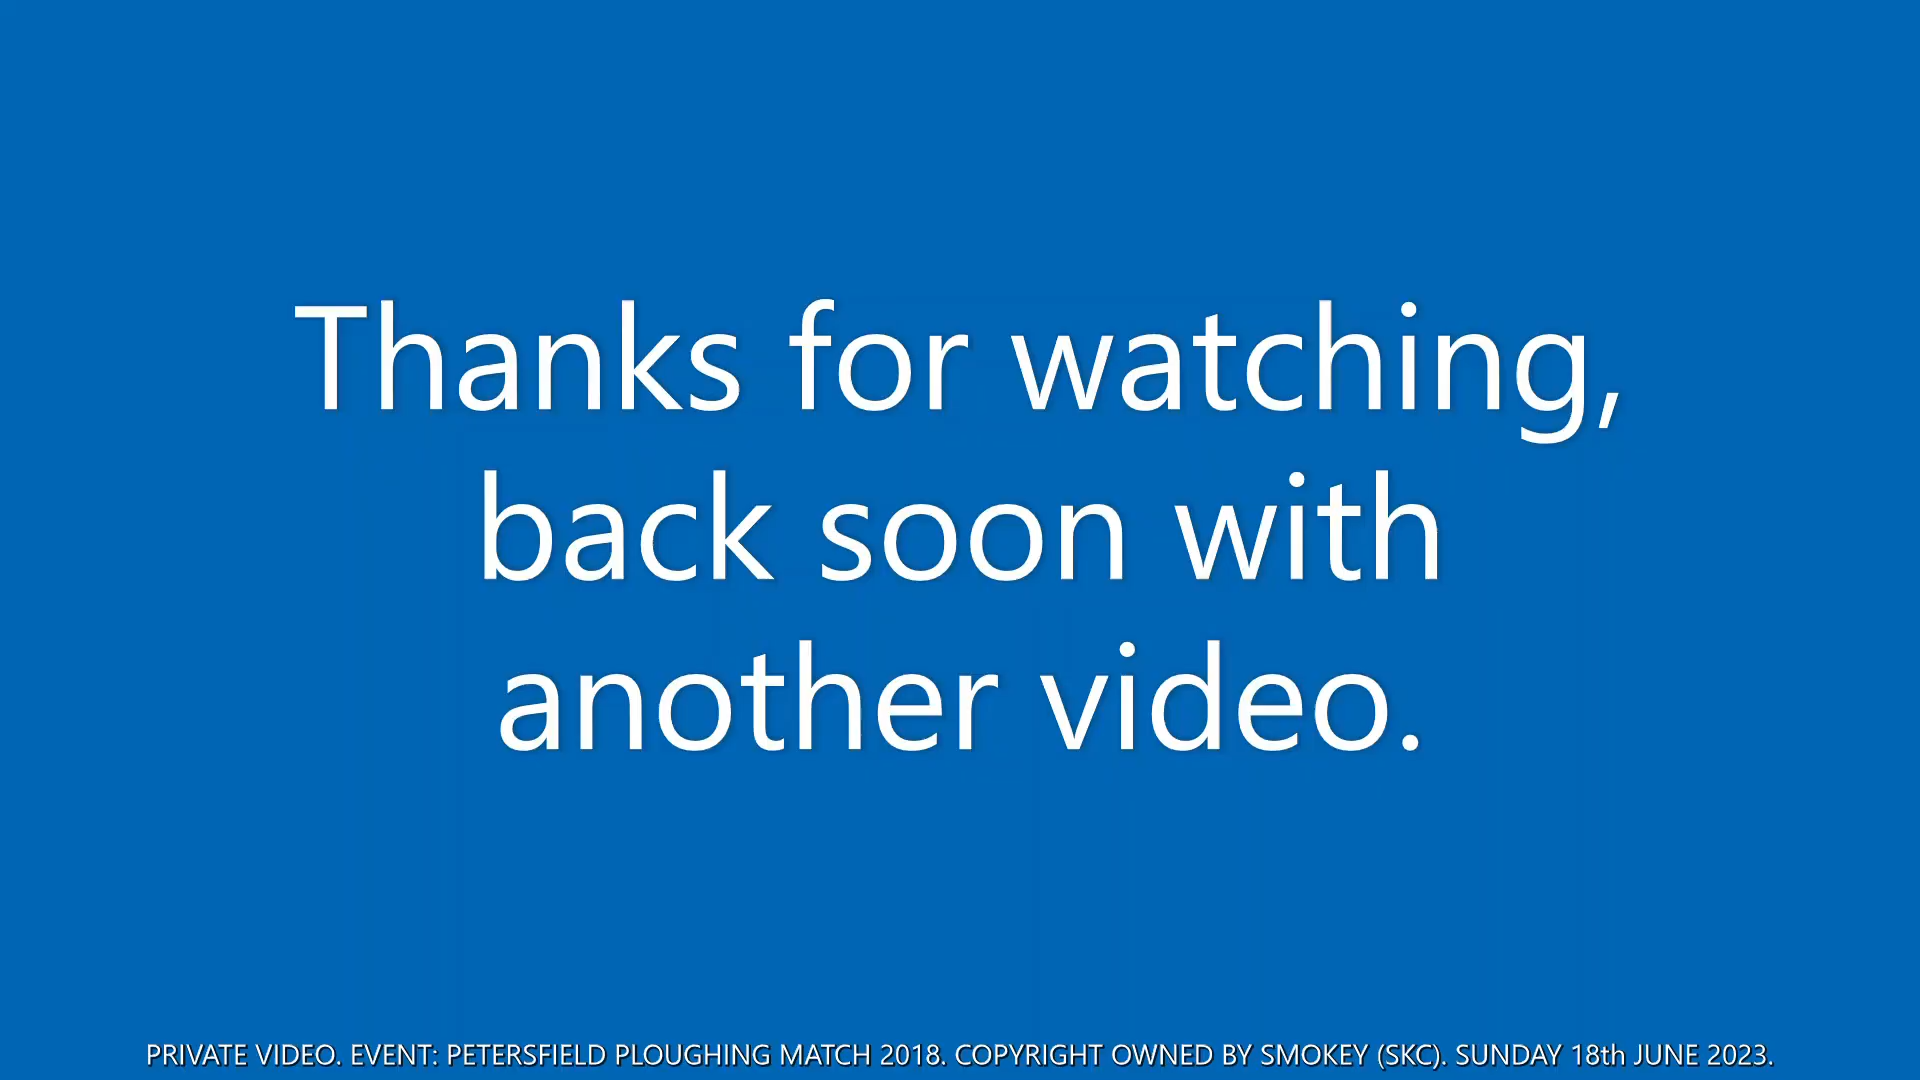 Thanks for watching,
back soon with
another video.
PRIVATE VIDEO. EVENT: PETERSFIELD PLOUGHING MATCH 2018. COPYRIGHT OWNED BY SMOKEY (SKC). SUNDAY 18th JUNE 2023.